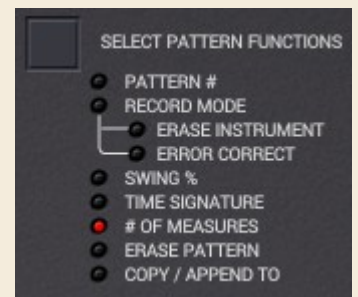 SELECT PATTERN FUNCTIONS
PATTERN #
RECORD MODE
ERASE INSTRUMENT
ERROR CORRECT
SWING %
TIME SIGNATURE
# OF MEASURES
ERASE PATTERN
COPY / APPEND TO